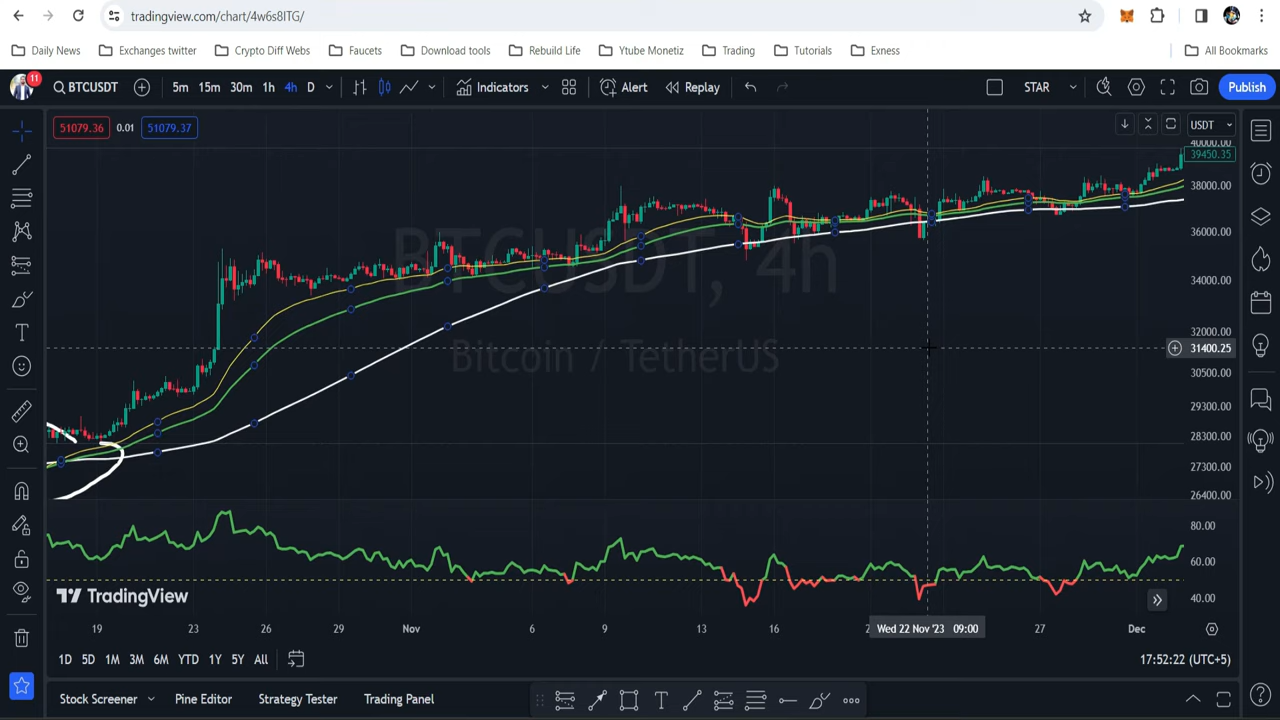 tradingview.com/chart/4w6s8ITG/
Daily News
Exchanges twitter
Crypto Diff Webs
Faucets
Download tools
Rebuild Life
Ytube Monetiz
Trading
Tutorials
Exness
All Bookmarks
11
BTCUSDT
5m
15m
30m
1h
4h
D
Indicators
Alert
Replay
STAR
Publish
51079.36
0.01
51079.37
USDT
40000.00
39450.35
38000.00
36000.00
34000.00
32000.00
31400.25
30500.00
29300.00
28300.00
27300.00
26400.00
BTCUSDT, 4h
Bitcoin / TetherUS
80.00
60.00
40.00
TradingView
19
23
26
29
Nov
6
9
13
16
Wed 22 Nov '23 09:00
27
Dec
1D
5D
1M
3M
6M
YTD
1Y
5Y
All
17:52:22 (UTC+5)
Stock Screener
Pine Editor
Strategy Tester
Trading Panel